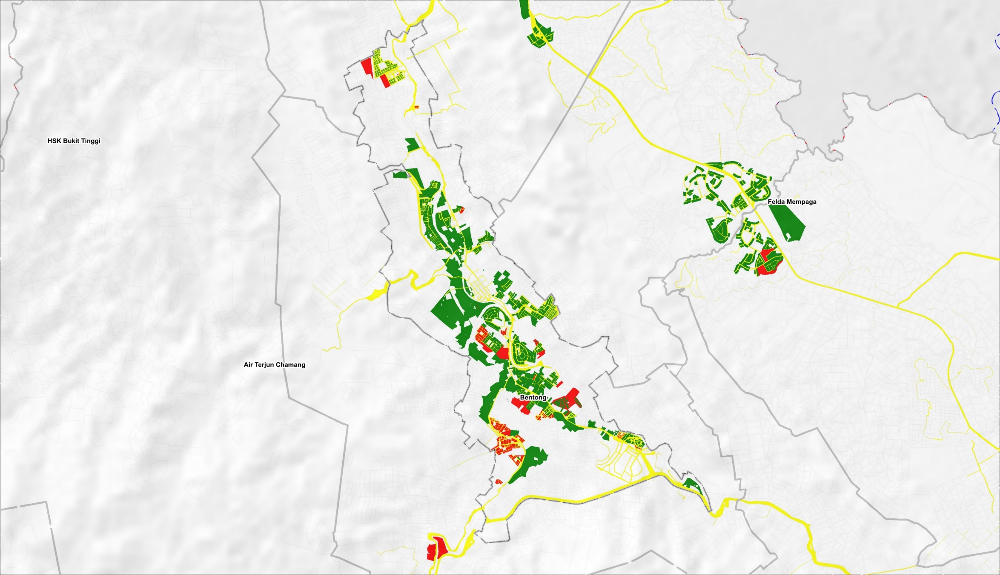 HSK Bukit Tinggi
Felda Mempaga
Air Terjun Chamang
Bentong